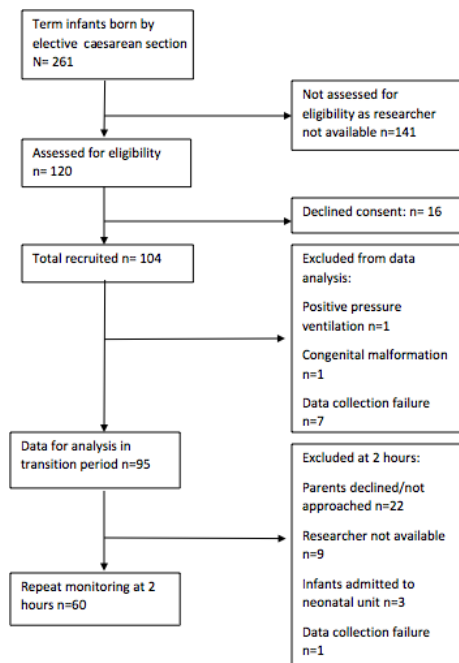 Term infants born by
elective caesarean section
N= 261
Not assessed for
eligibility as researcher
not available n=141
Assessed for eligibility
n= 120
Declined consent: n= 16
Total recruited n= 104
Excluded from data
analysis:
Positive pressure
ventilation n=1
Congenital malformation
n=1
Data collection failure
n=7
Data for analysis in
transition period n=95
Excluded at 2 hours:
Parents declined/not
approached n=22
Researcher not available
n=9
Infants admitted to
neonatal unit n=3
Data collection failure
n=1
Repeat monitoring at 2
hours n=60